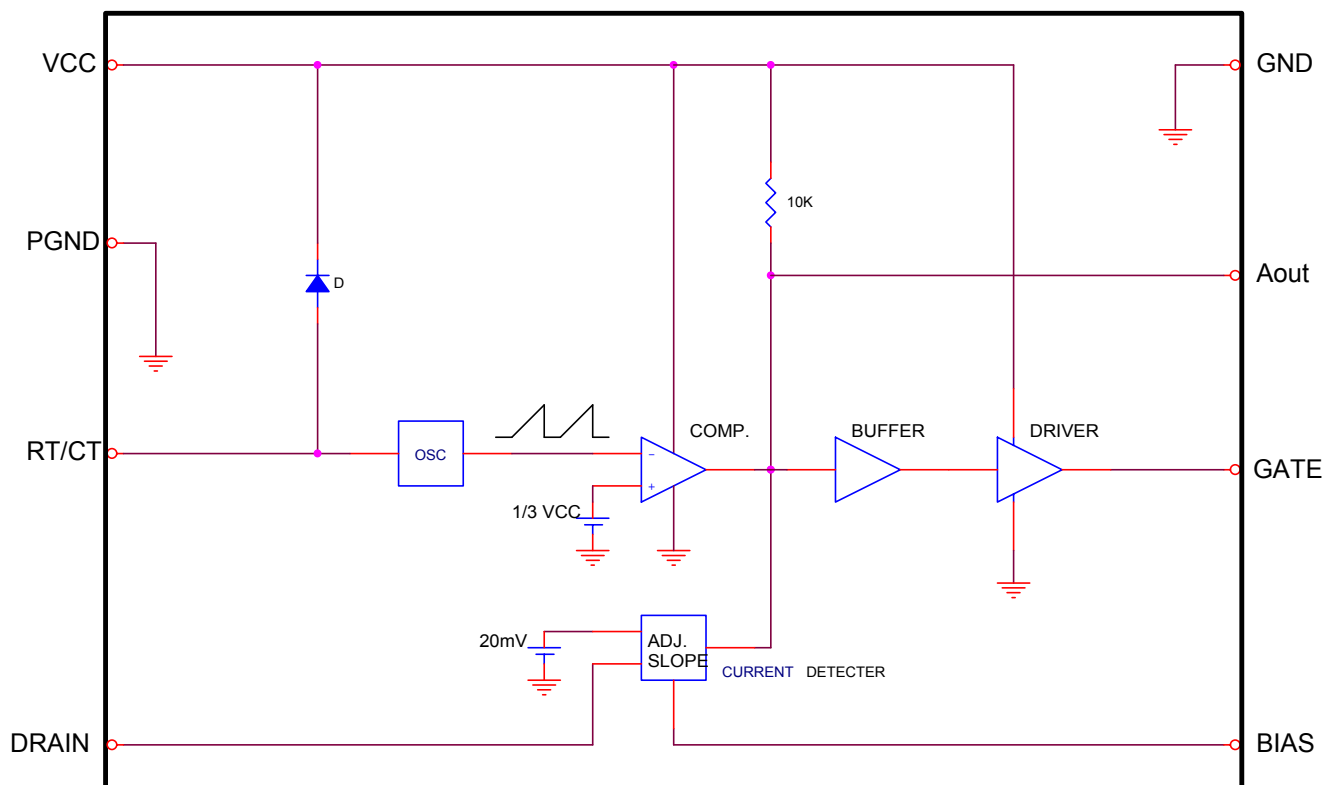 VCC
GND
10K
PGND
Aout
D
RT/CT
OSC
COMP.
BUFFER
DRIVER
−
+
GATE
1/3 VCC
20mV
ADJ.
SLOPE
CURRENT DETECTER
DRAIN
BIAS